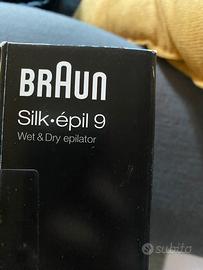 BRAUN
Silk•épil 9
Wet & Dry epilator
subito